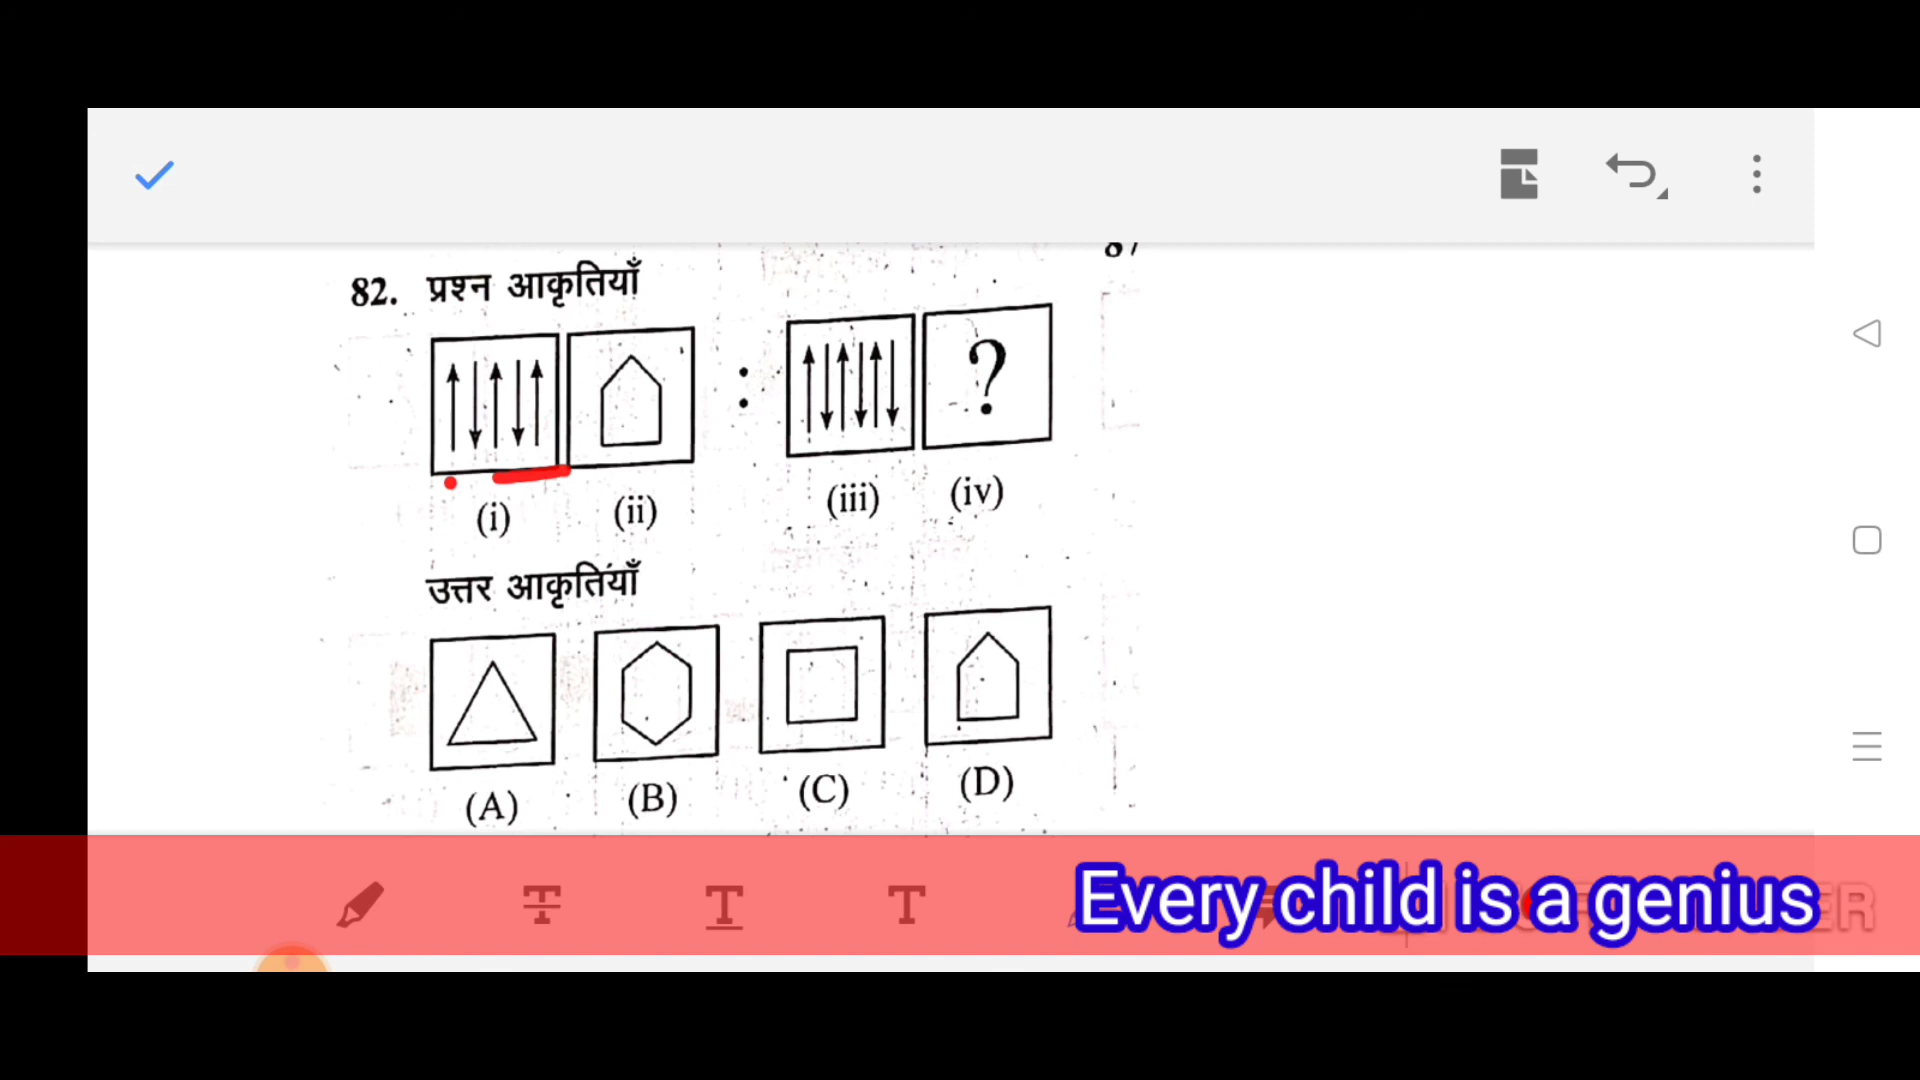 82. प्रश्न आकृतियाँ
: ?
(i) (ii) (iii) (iv)
उत्तर आकृतियाँ
(A) (B) (C) (D)
T T T
Every child is a genius